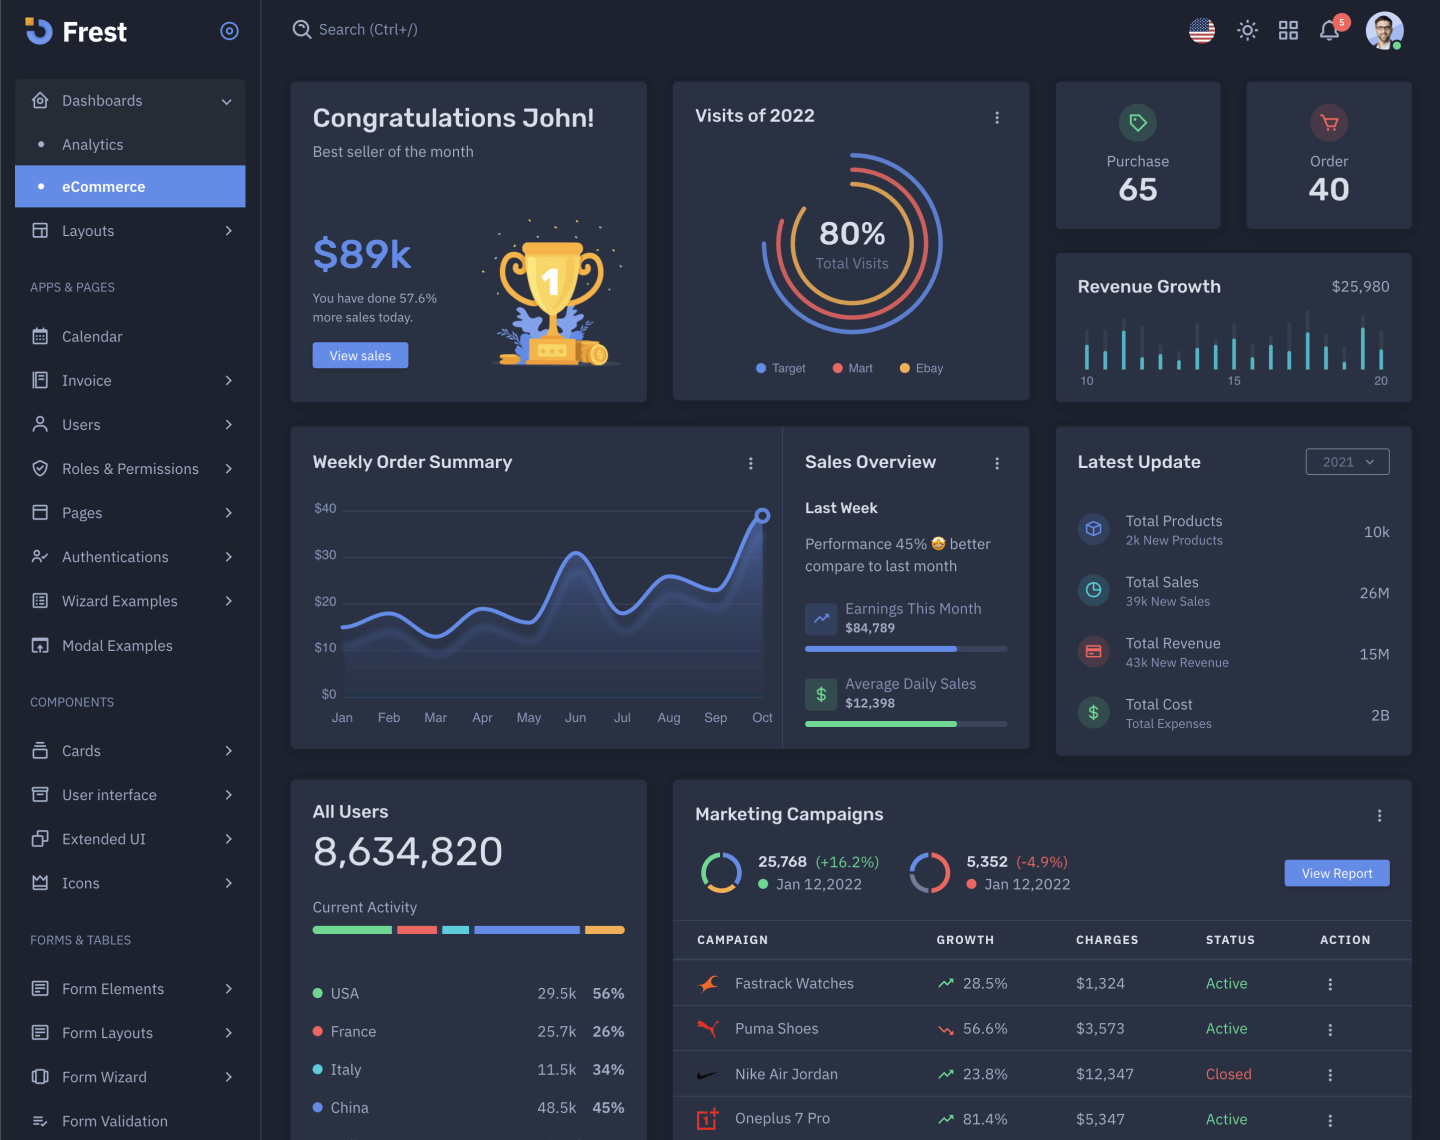 Frest
Search (Ctrl+/)
5
Dashboards
Analytics
eCommerce
Layouts
APPS & PAGES
Calendar
Invoice
Users
Roles & Permissions
Pages
Authentications
Wizard Examples
Modal Examples
COMPONENTS
Cards
User interface
Extended UI
Icons
FORMS & TABLES
Form Elements
Form Layouts
Form Wizard
Form Validation
Congratulations John!
Best seller of the month
$89k
You have done 57.6%
more sales today.
View sales
1
Visits of 2022
80%
Total Visits
Target Mart Ebay
Purchase
65
Order
40
Revenue Growth $25,980
10 15 20
Weekly Order Summary
$40
$30
$20
$10
$0
Jan Feb Mar Apr May Jun Jul Aug Sep Oct
Sales Overview
Last Week
Performance 45% 🤩 better
compare to last month
Earnings This Month
$84,789
Average Daily Sales
$12,398
Latest Update 2021
Total Products
2k New Products
10k
Total Sales
39k New Sales
26M
Total Revenue
43k New Revenue
15M
Total Cost
Total Expenses
2B
All Users
8,634,820
Current Activity
USA 29.5k 56%
France 25.7k 26%
Italy 11.5k 34%
China 48.5k 45%
Marketing Campaigns
25,768 (+16.2%)
Jan 12,2022
5,352 (-4.9%)
Jan 12,2022
View Report
CAMPAIGN GROWTH CHARGES STATUS ACTION
Fastrack Watches 28.5% $1,324 Active
Puma Shoes 56.6% $3,573 Active
Nike Air Jordan 23.8% $12,347 Closed
Oneplus 7 Pro 81.4% $5,347 Active